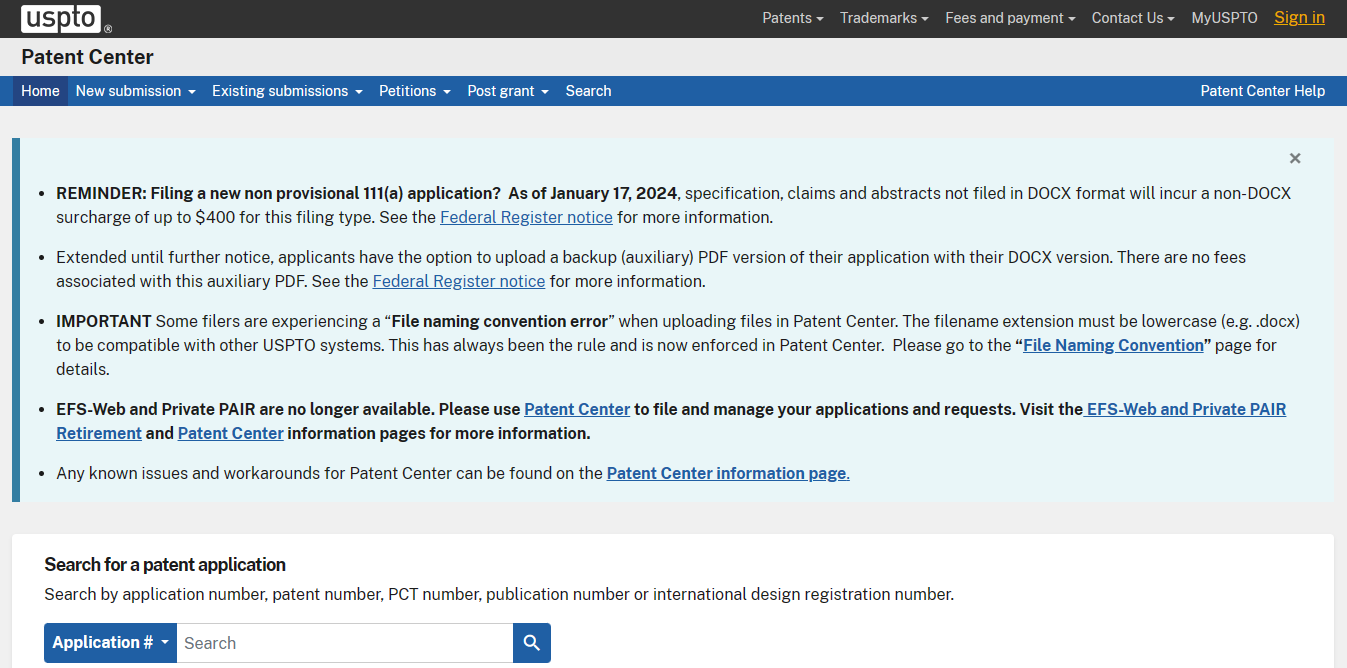 uspto®
Patents Trademarks Fees and payment Contact Us MyUSPTO Sign in
Patent Center
Home New submission Existing submissions Petitions Post grant Search Patent Center Help
×
• REMINDER: Filing a new non provisional 111(a) application?  As of January 17, 2024, specification, claims and abstracts not filed in DOCX format will incur a non-DOCX
surcharge of up to $400 for this filing type. See the Federal Register notice for more information.
• Extended until further notice, applicants have the option to upload a backup (auxiliary) PDF version of their application with their DOCX version. There are no fees
associated with this auxiliary PDF. See the Federal Register notice for more information.
• IMPORTANT Some filers are experiencing a “File naming convention error” when uploading files in Patent Center. The filename extension must be lowercase (e.g. .docx)
to be compatible with other USPTO systems. This has always been the rule and is now enforced in Patent Center.  Please go to the “File Naming Convention” page for
details.
• EFS-Web and Private PAIR are no longer available. Please use Patent Center to file and manage your applications and requests. Visit the EFS-Web and Private PAIR
Retirement and Patent Center information pages for more information.
• Any known issues and workarounds for Patent Center can be found on the Patent Center information page.
Search for a patent application
Search by application number, patent number, PCT number, publication number or international design registration number.
Application # Search